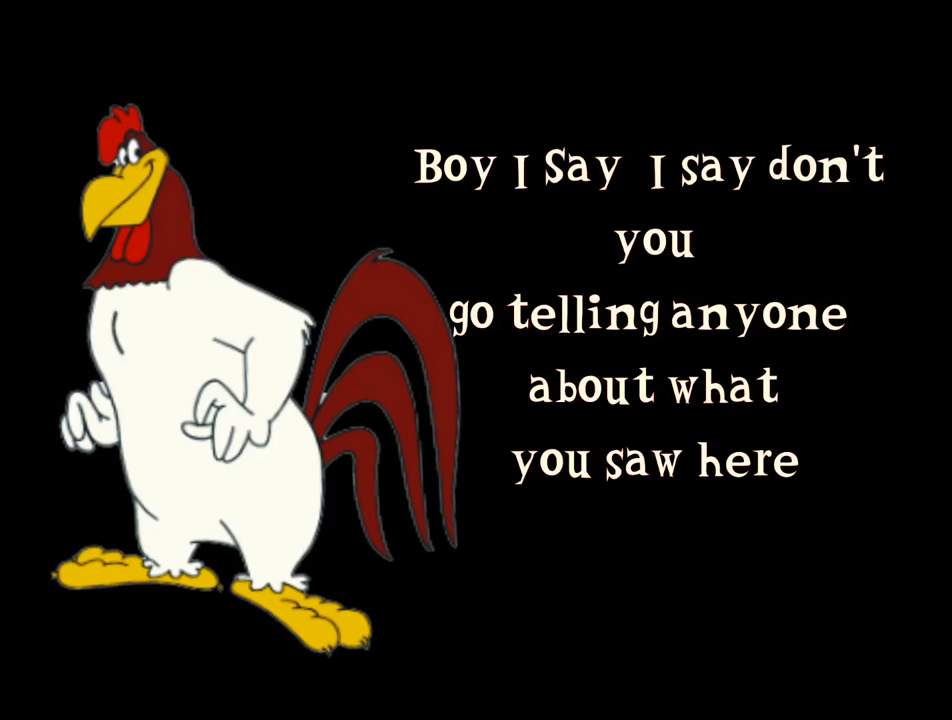 Boy I Say I say don't
you
go telling anyone
about what
you saw here